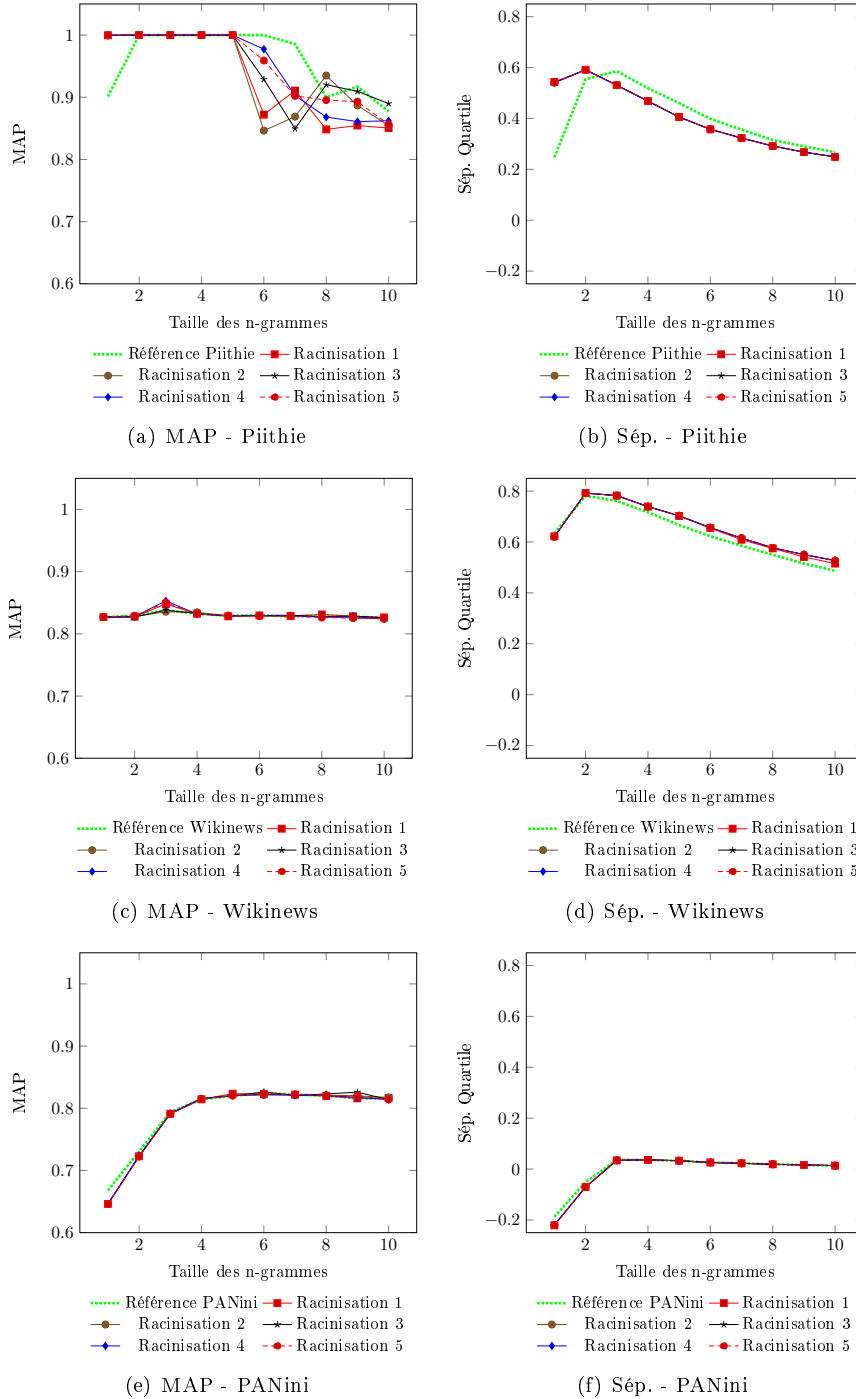 1
0.9
0.8
0.7
0.6
MAP
2 4 6 8 10
Taille des n-grammes
Référence Piithie Racinisation 1
Racinisation 2 Racinisation 3
Racinisation 4 Racinisation 5
(a) MAP - Piithie
0.8
0.6
0.4
0.2
0
−0.2
Sép. Quartile
2 4 6 8 10
Taille des n-grammes
Référence Piithie Racinisation 1
Racinisation 2 Racinisation 3
Racinisation 4 Racinisation 5
(b) Sép. - Piithie
1
0.9
0.8
0.7
0.6
MAP
2 4 6 8 10
Taille des n-grammes
Référence Wikinews Racinisation 1
Racinisation 2 Racinisation 3
Racinisation 4 Racinisation 5
(c) MAP - Wikinews
0.8
0.6
0.4
0.2
0
−0.2
Sép. Quartile
2 4 6 8 10
Taille des n-grammes
Référence Wikinews Racinisation 1
Racinisation 2 Racinisation 3
Racinisation 4 Racinisation 5
(d) Sép. - Wikinews
1
0.9
0.8
0.7
0.6
MAP
2 4 6 8 10
Taille des n-grammes
Référence PANini Racinisation 1
Racinisation 2 Racinisation 3
Racinisation 4 Racinisation 5
(e) MAP - PANini
0.8
0.6
0.4
0.2
0
−0.2
Sép. Quartile
2 4 6 8 10
Taille des n-grammes
Référence PANini Racinisation 1
Racinisation 2 Racinisation 3
Racinisation 4 Racinisation 5
(f) Sép. - PANini